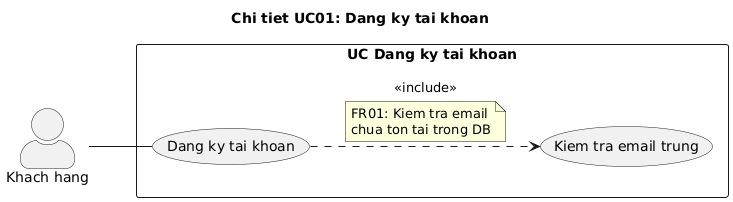 Chi tiet UC01: Dang ky tai khoan
UC Dang ky tai khoan
«include»
FR01: Kiem tra email
chua ton tai trong DB
Dang ky tai khoan
Kiem tra email trung
Khach hang